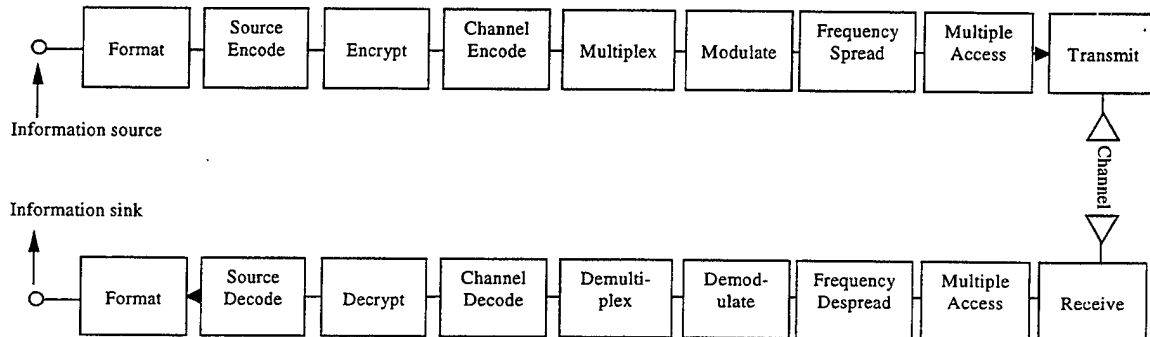 Format
Source
Encode
Encrypt
Channel
Encode
Multiplex
Modulate
Frequency
Spread
Multiple
Access
Transmit
Information source
Channel
Information sink
Format
Source
Decode
Decrypt
Channel
Decode
Demulti-
plex
Demod-
ulate
Frequency
Despread
Multiple
Access
Receive